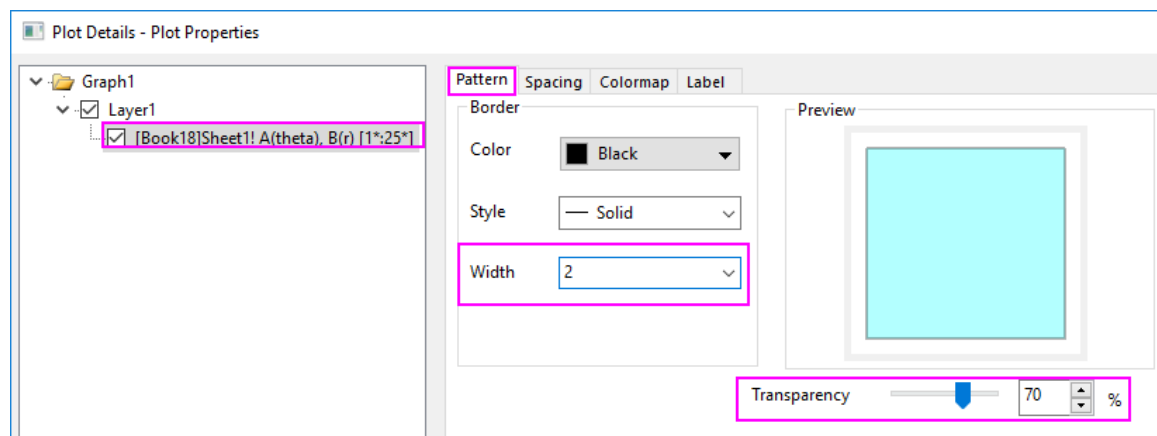 Plot Details - Plot Properties
Graph1
Layer1
[Book18]Sheet1! A(theta), B(r) [1*:25*]
Pattern Spacing Colormap Label
Border
Color Black
Style Solid
Width 2
Preview
Transparency 70 %